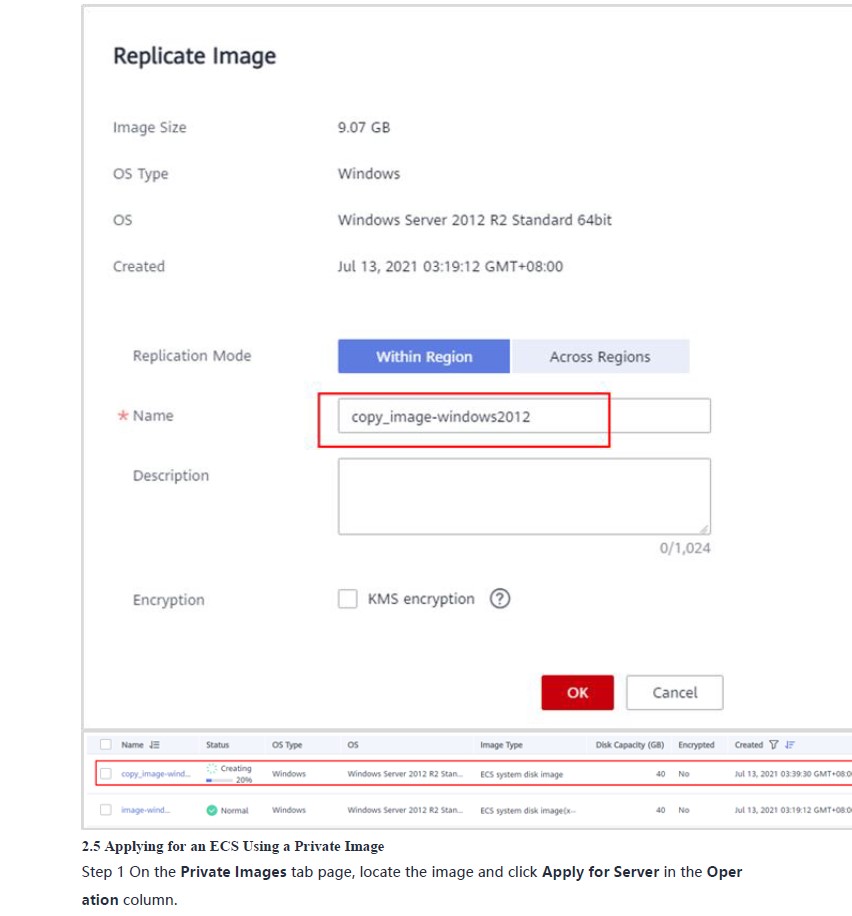 Replicate Image
Image Size 9.07 GB
OS Type Windows
OS Windows Server 2012 R2 Standard 64bit
Created Jul 13, 2021 03:19:12 GMT+08:00
Replication Mode Within Region Across Regions
* Name copy_image-windows2012
Description
0/1,024
Encryption KMS encryption ?
OK Cancel
Name Status OS Type OS Image Type Disk Capacity (GB) Encrypted Created
copy_image-wind... Creating 20% Windows Windows Server 2012 R2 Stan... ECS system disk image 40 No Jul 13, 2021 03:39:30 GMT+08:0
image-wind... Normal Windows Windows Server 2012 R2 Stan... ECS system disk image(x-- 40 No Jul 13, 2021 03:19:12 GMT+08:0
2.5 Applying for an ECS Using a Private Image
Step 1 On the Private Images tab page, locate the image and click Apply for Server in the Oper
ation column.